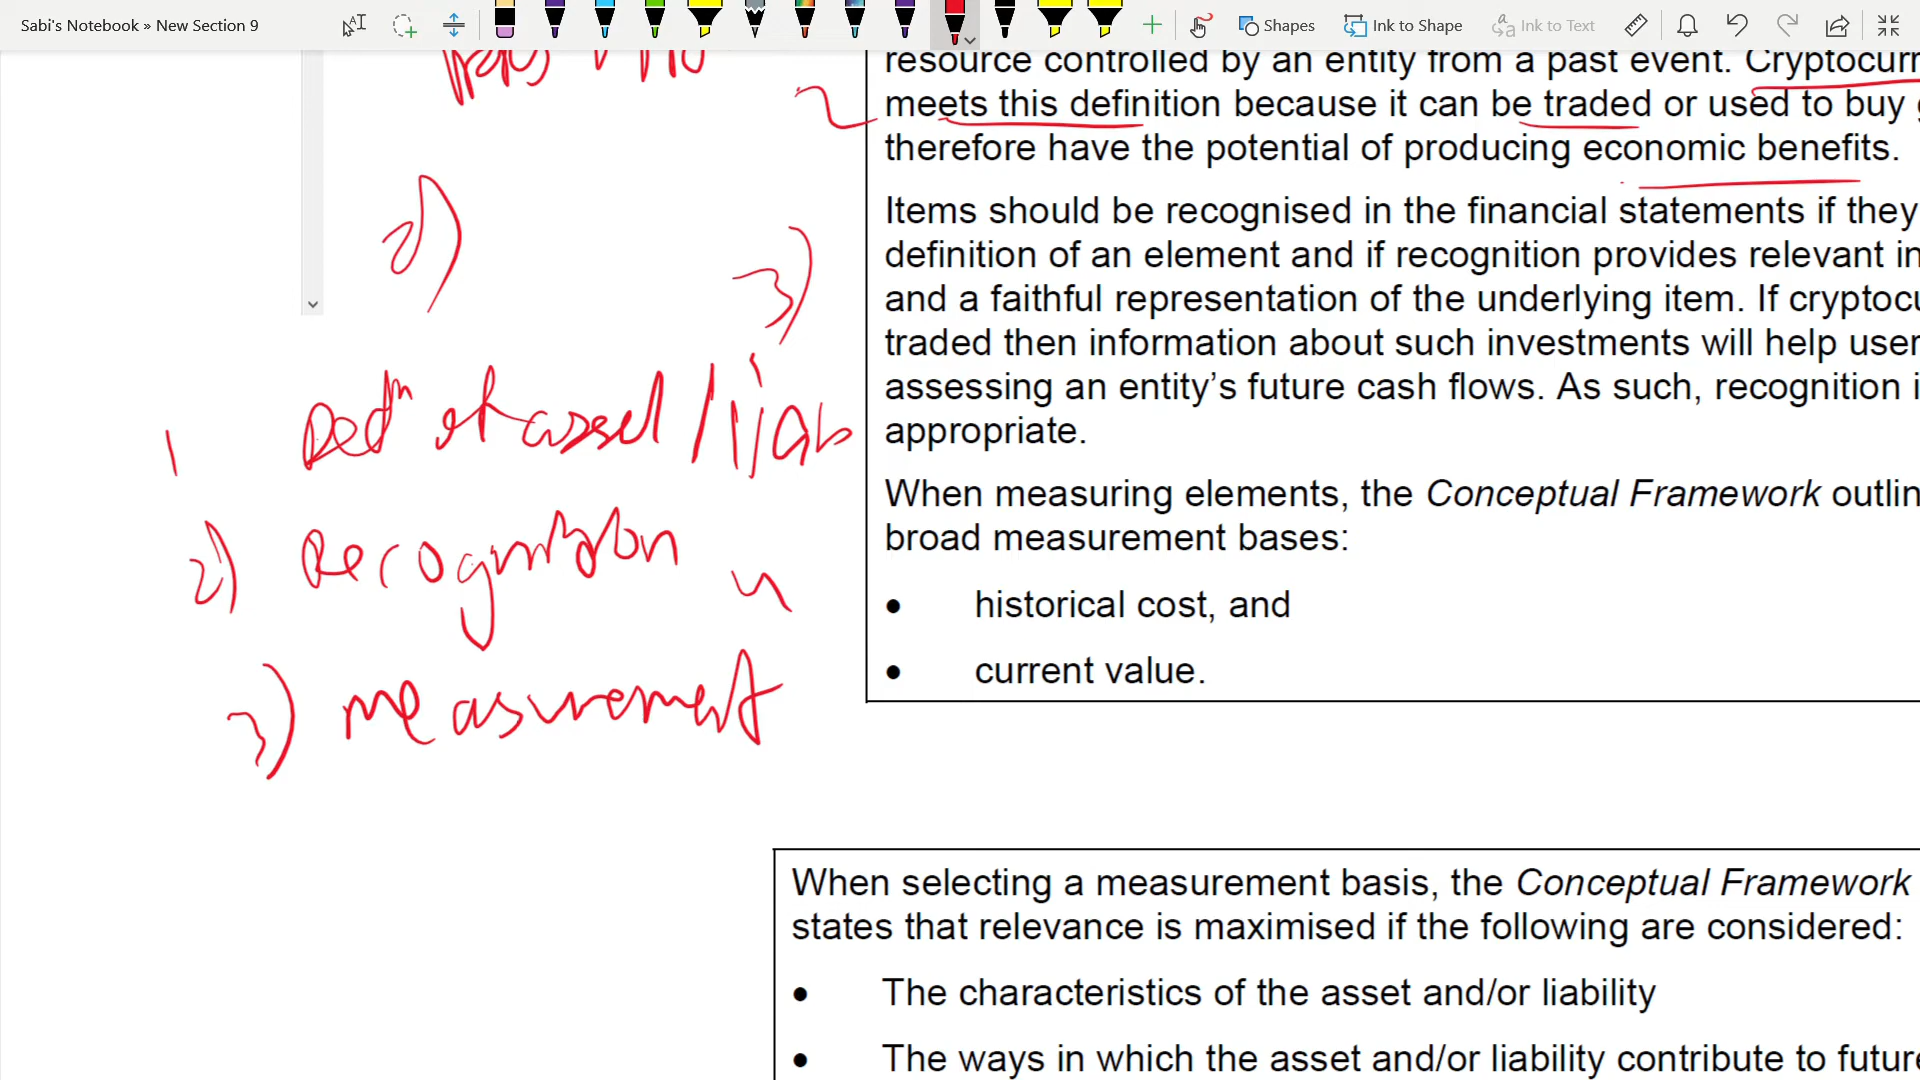 Sabi's Notebook » New Section 9
Shapes
Ink to Shape
Ink to Text
resource controlled by an entity from a past event. Cryptocurr
meets this definition because it can be traded or used to buy
therefore have the potential of producing economic benefits.
2)
3)
Items should be recognised in the financial statements if they
definition of an element and if recognition provides relevant in
and a faithful representation of the underlying item. If cryptocu
traded then information about such investments will help user
assessing an entity's future cash flows. As such, recognition i
appropriate.
1 Defn of asset / liab
2) Recognition
3) measurement
When measuring elements, the Conceptual Framework outlin
broad measurement bases:
• historical cost, and
• current value.
When selecting a measurement basis, the Conceptual Framework
states that relevance is maximised if the following are considered:
• The characteristics of the asset and/or liability
• The ways in which the asset and/or liability contribute to future